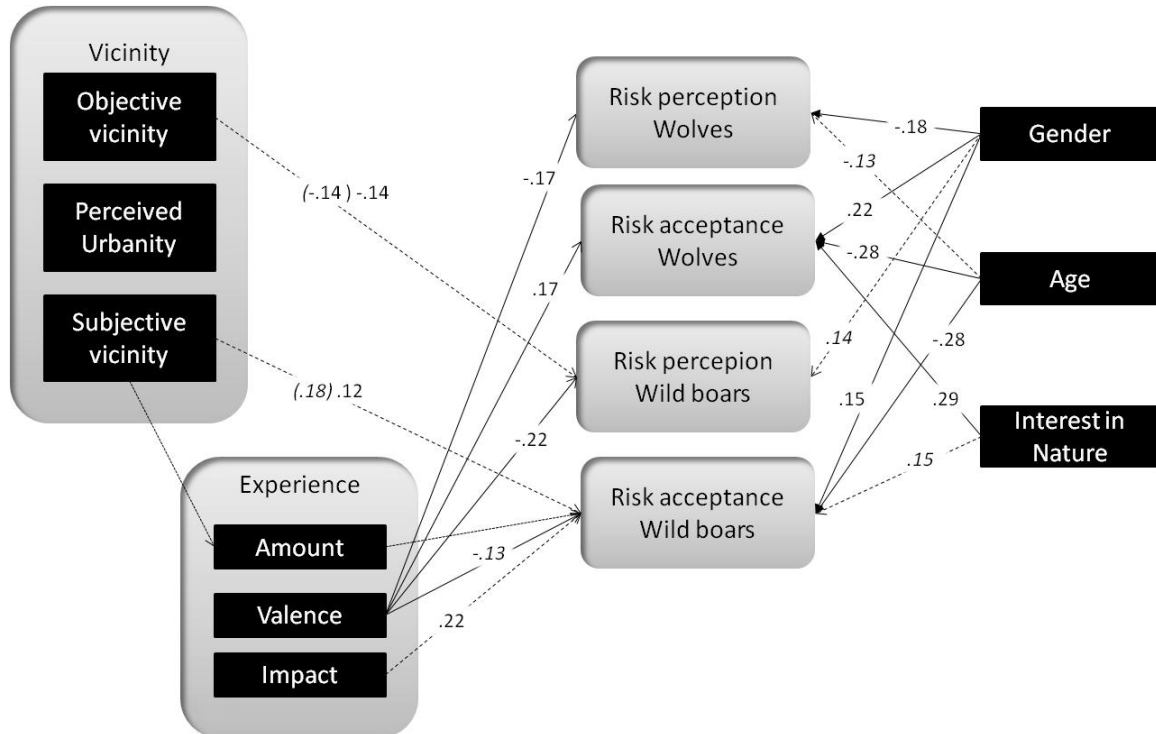 Vicinity
Objective
vicinity
Perceived
Urbanity
Subjective
vicinity
Experience
Amount
Valence
Impact
(-.14 ) -.14
(.18) .12
-.17
.17
-.22
-.13
.22
Risk perception
Wolves
Risk acceptance
Wolves
Risk percepion
Wild boars
Risk acceptance
Wild boars
-.18
-.13
.22
-.28
.14
-.28
.15
.29
.15
Gender
Age
Interest in
Nature